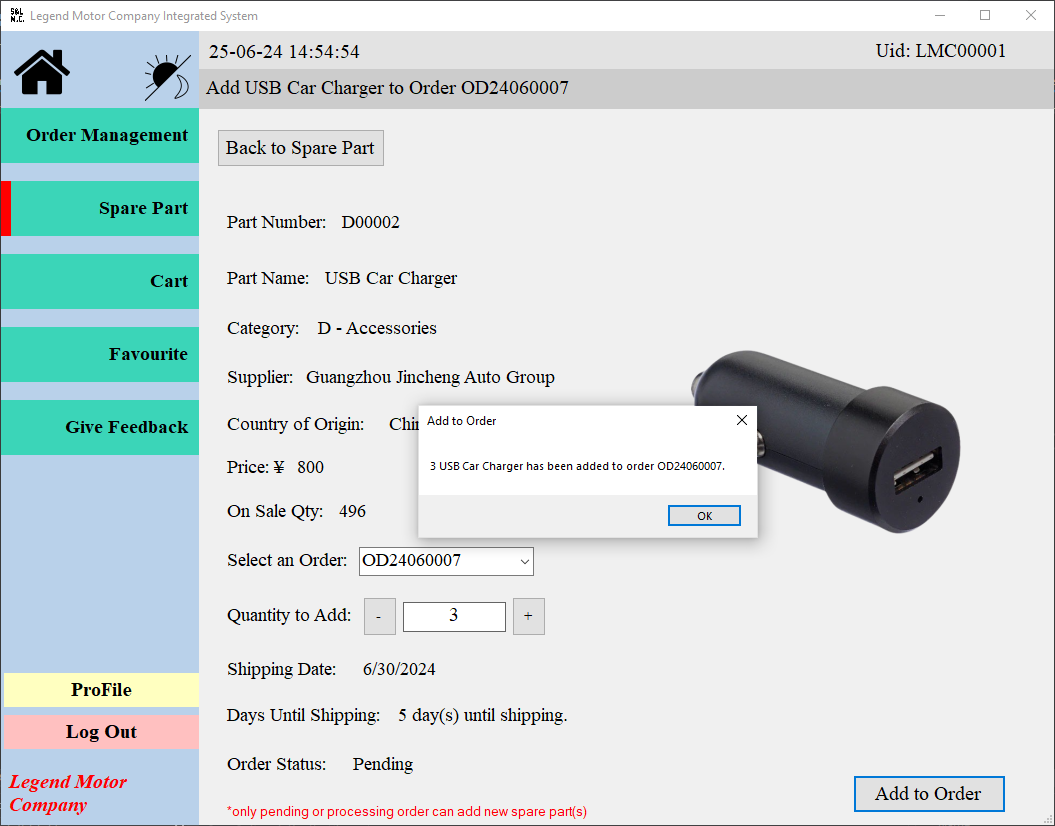 S&L
M.C.
Legend Motor Company Integrated System
25-06-24 14:54:54
Uid: LMC00001
Add USB Car Charger to Order OD24060007
Order Management
Spare Part
Cart
Favourite
Give Feedback
ProFile
Log Out
Legend Motor
Company
Back to Spare Part
Part Number: D00002
Part Name: USB Car Charger
Category: D - Accessories
Supplier: Guangzhou Jincheng Auto Group
Country of Origin: Chi
Price: ¥ 800
On Sale Qty: 496
Select an Order: OD24060007
Quantity to Add: - 3 +
Shipping Date: 6/30/2024
Days Until Shipping: 5 day(s) until shipping.
Order Status: Pending
*only pending or processing order can add new spare part(s)
Add to Order
Add to Order
3 USB Car Charger has been added to order OD24060007.
OK